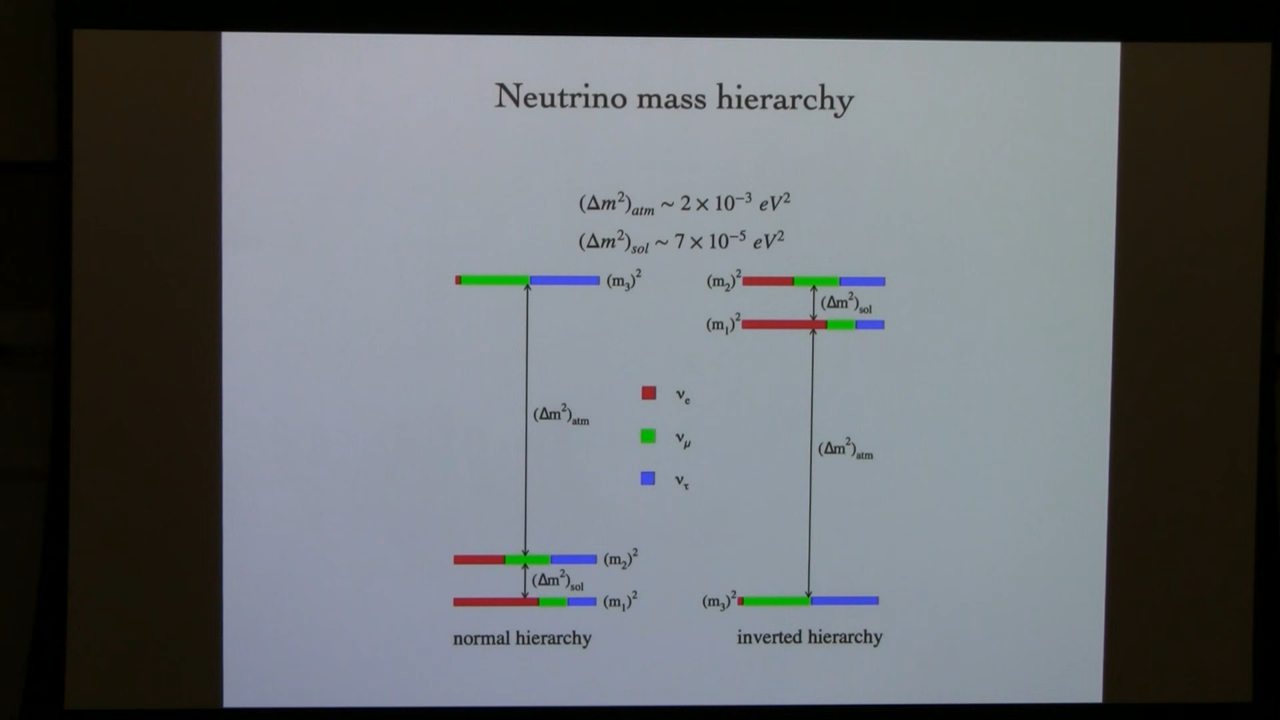 Neutrino mass hierarchy
(Δm²)atm ~ 2 × 10⁻³ eV²
(Δm²)sol ~ 7 × 10⁻⁵ eV²
(m₃)²
(m₂)²
(Δm²)sol
(m₁)²
νe
(Δm²)atm
νμ
(Δm²)atm
ντ
(m₂)²
(Δm²)sol
(m₁)²
(m₃)²
normal hierarchy
inverted hierarchy